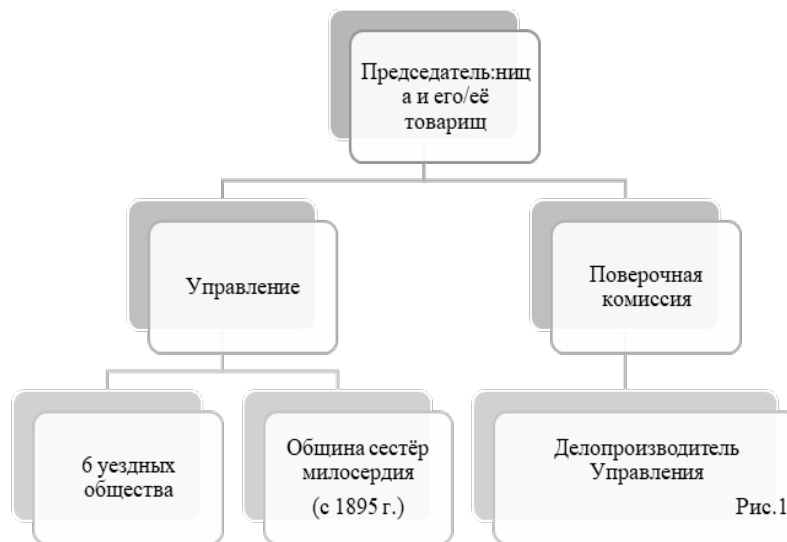 Председатель:ниц
а и его/её
товарищ
Управление
Поверочная
комиссия
6 уездных
общества
Община сестёр
милосердия
(с 1895 г.)
Делопроизводитель
Управления
Рис.1